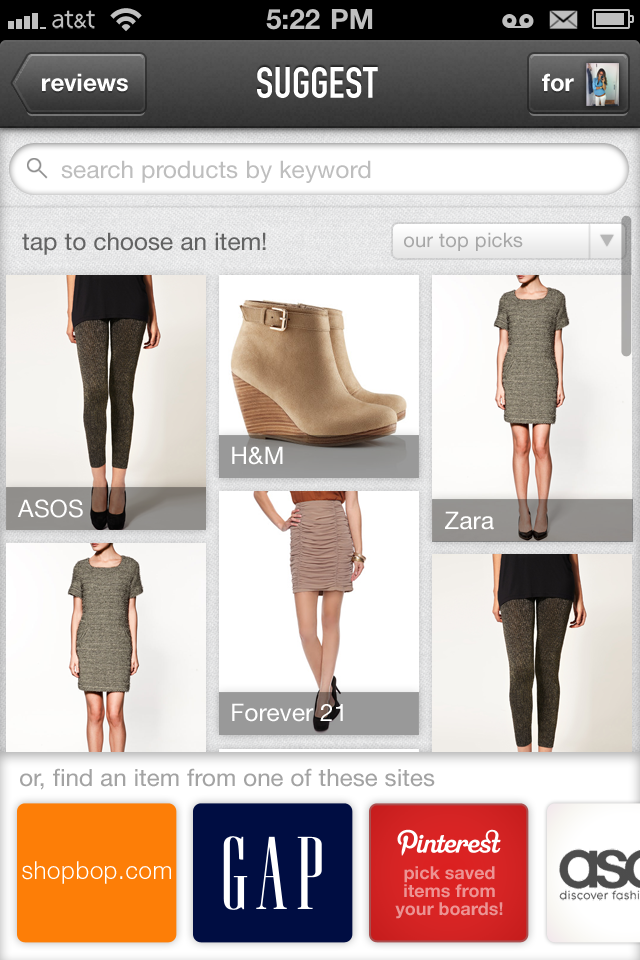 at&t 5:22 PM
reviews SUGGEST for
search products by keyword
tap to choose an item! our top picks
ASOS
H&M
Zara
Forever 21
or, find an item from one of these sites
shopbop.com
GAP
Pinterest
pick saved
items from
your boards!
aso
discover fashi